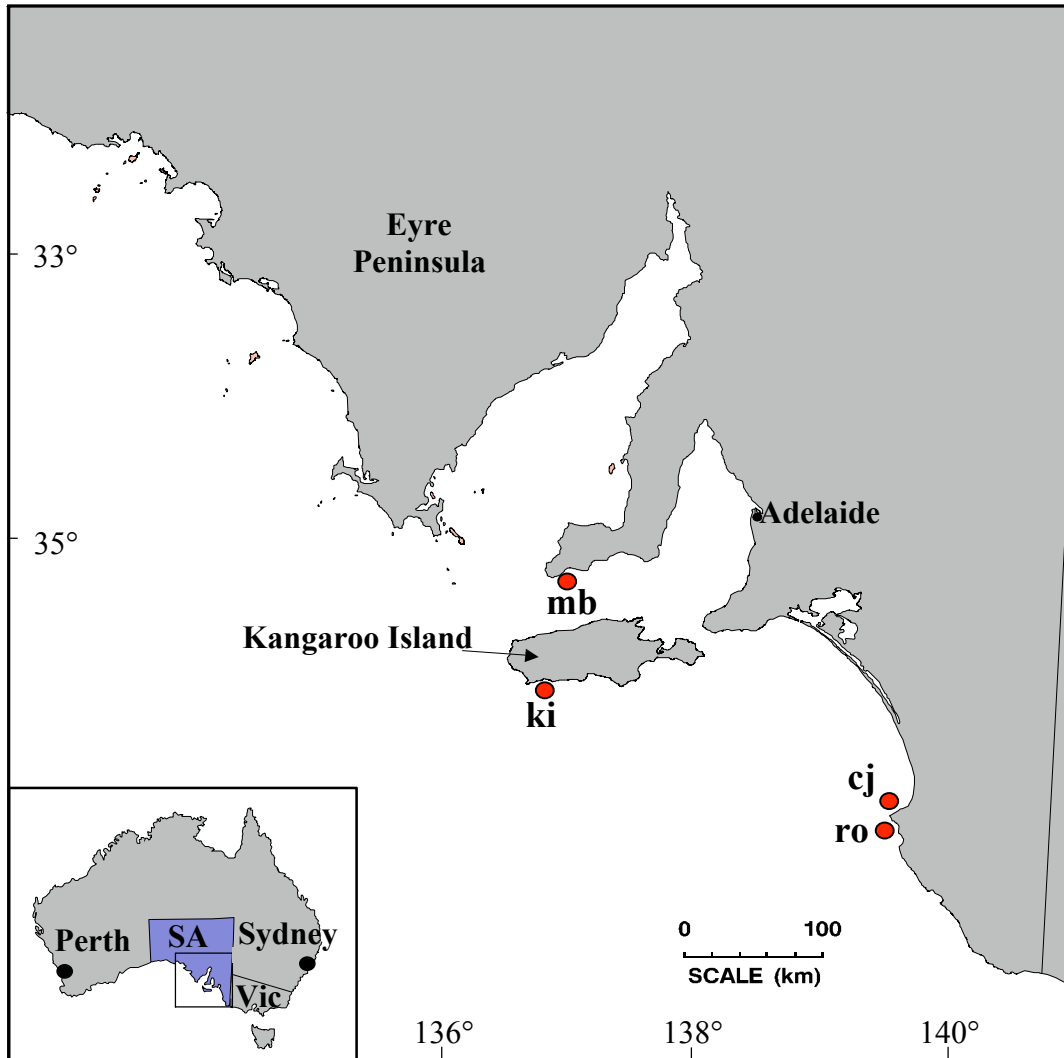 Eyre
Peninsula
33°
Adelaide
35°
mb
Kangaroo Island
ki
cj
ro
0 100
SCALE (km)
Perth
SA
Sydney
Vic
136° 138° 140°